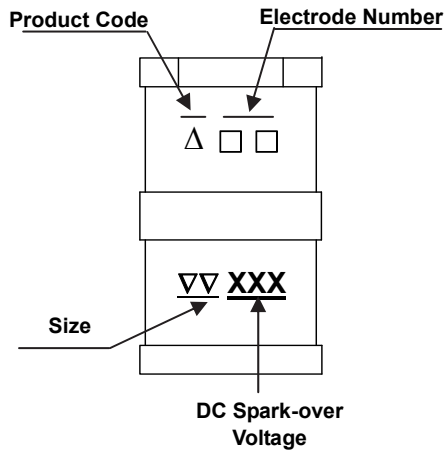 Product Code Electrode Number
Δ □ □
▽▽ XXX
Size
DC Spark-over
Voltage